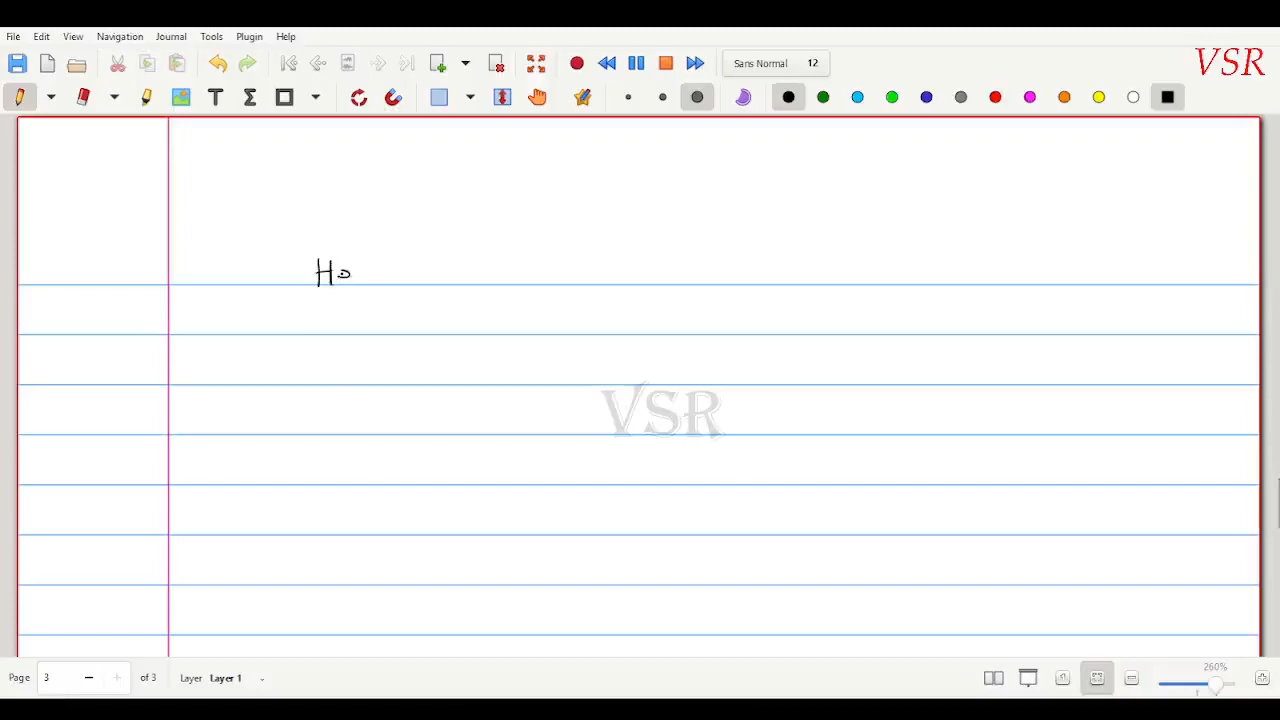 File Edit View Navigation Journal Tools Plugin Help
VSR
Sans Normal 12
Ho
VSR
Page 3 of 3 Layer Layer 1
260%